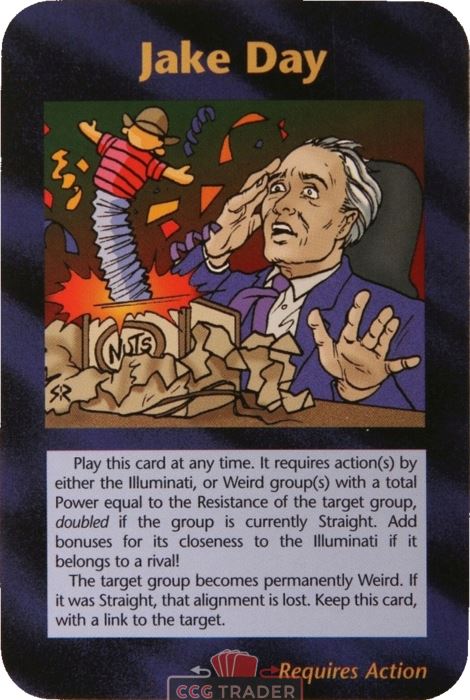 Jake Day
NUTS
SR
Play this card at any time. It requires action(s) by
either the Illuminati, or Weird group(s) with a total
Power equal to the Resistance of the target group,
doubled if the group is currently Straight. Add
bonuses for its closeness to the Illuminati if it
belongs to a rival!
The target group becomes permanently Weird. If
it was Straight, that alignment is lost. Keep this card,
with a link to the target.
Requires Action
CCG TRADER